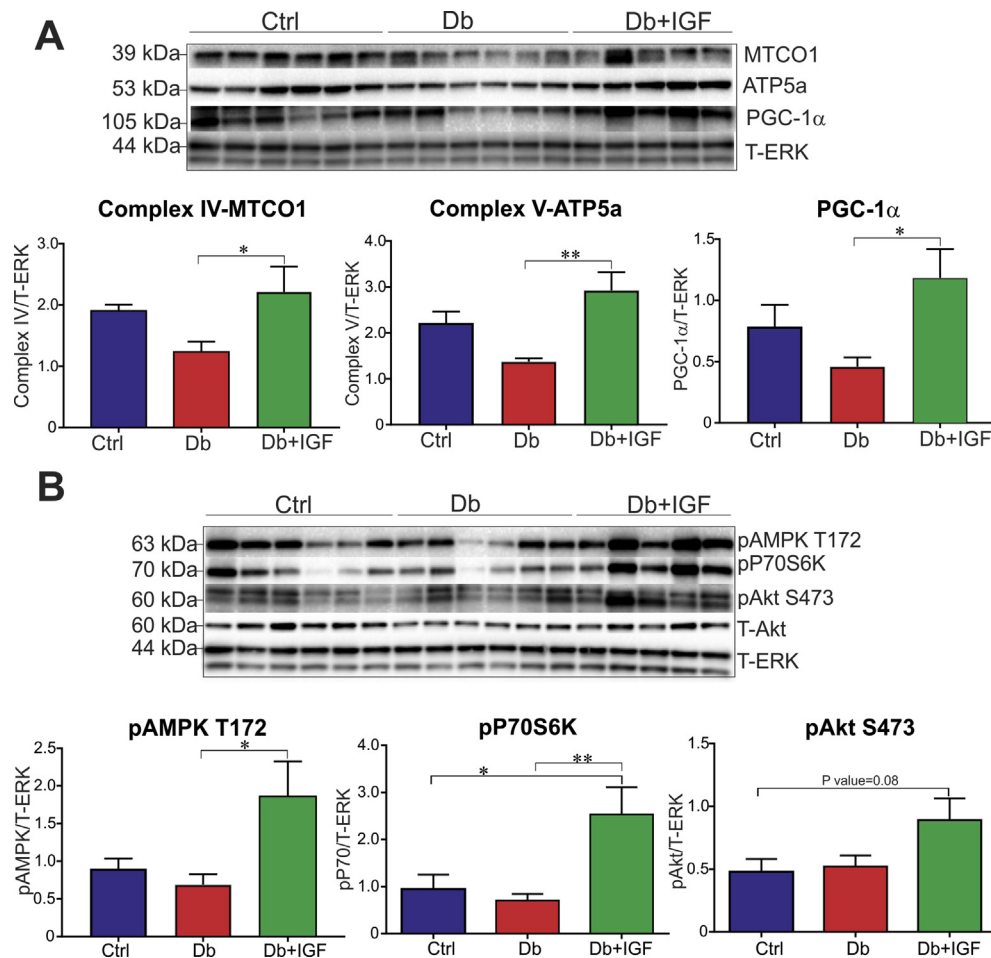 A
Ctrl Db Db+IGF
39 kDa MTCO1
53 kDa ATP5a
105 kDa PGC-1α
44 kDa T-ERK
Complex IV-MTCO1
Complex IV/T-ERK
3.0
2.0
1.0
0
*
Ctrl Db Db+IGF
Complex V-ATP5a
Complex V/T-ERK
4.0
3.0
2.0
1.0
0
**
Ctrl Db Db+IGF
PGC-1α
PGC-1α/T-ERK
1.5
1.0
0.5
0
*
Ctrl Db Db+IGF
B
Ctrl Db Db+IGF
63 kDa pAMPK T172
70 kDa pP70S6K
60 kDa pAkt S473
60 kDa T-Akt
44 kDa T-ERK
pAMPK T172
pAMPK/T-ERK
2.5
2.0
1.5
1.0
0.5
0
*
Ctrl Db Db+IGF
pP70S6K
pP70/T-ERK
4.0
3.0
2.0
1.0
0
* **
Ctrl Db Db+IGF
pAkt S473
pAkt/T-ERK
1.5
1.0
0.5
0
P value=0.08
Ctrl Db Db+IGF